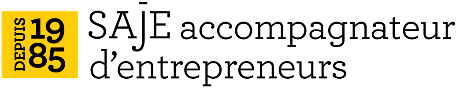 DEPUIS
19
85
SAJE accompagnateur
d'entrepreneurs